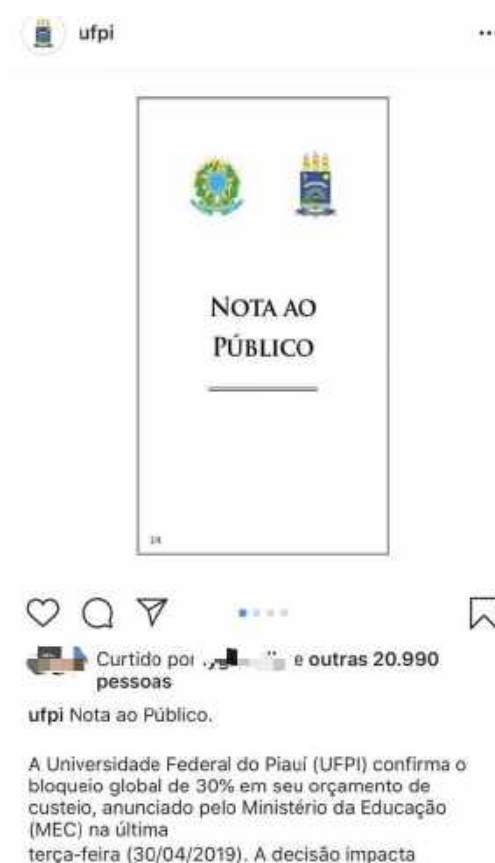 ufpi
NOTA AO
PÚBLICO
Curtido por
e outras 20.990
pessoas
ufpi Nota ao Público.
A Universidade Federal do Piauí (UFPI) confirma o
bloqueio global de 30% em seu orçamento de
custeio, anunciado pelo Ministério da Educação
(MEC) na última
terça-feira (30/04/2019). A decisão impacta